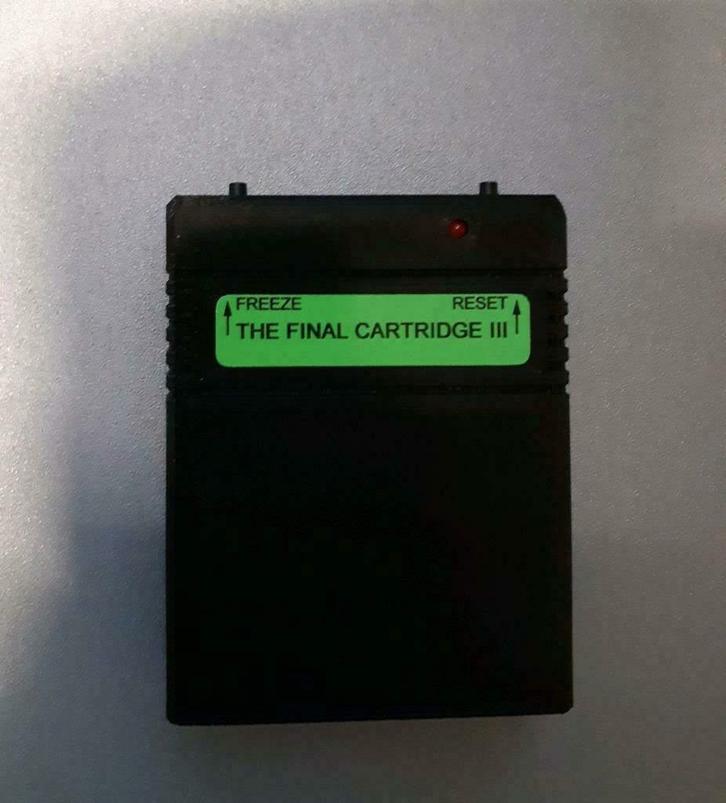 FREEZE RESET
THE FINAL CARTRIDGE III